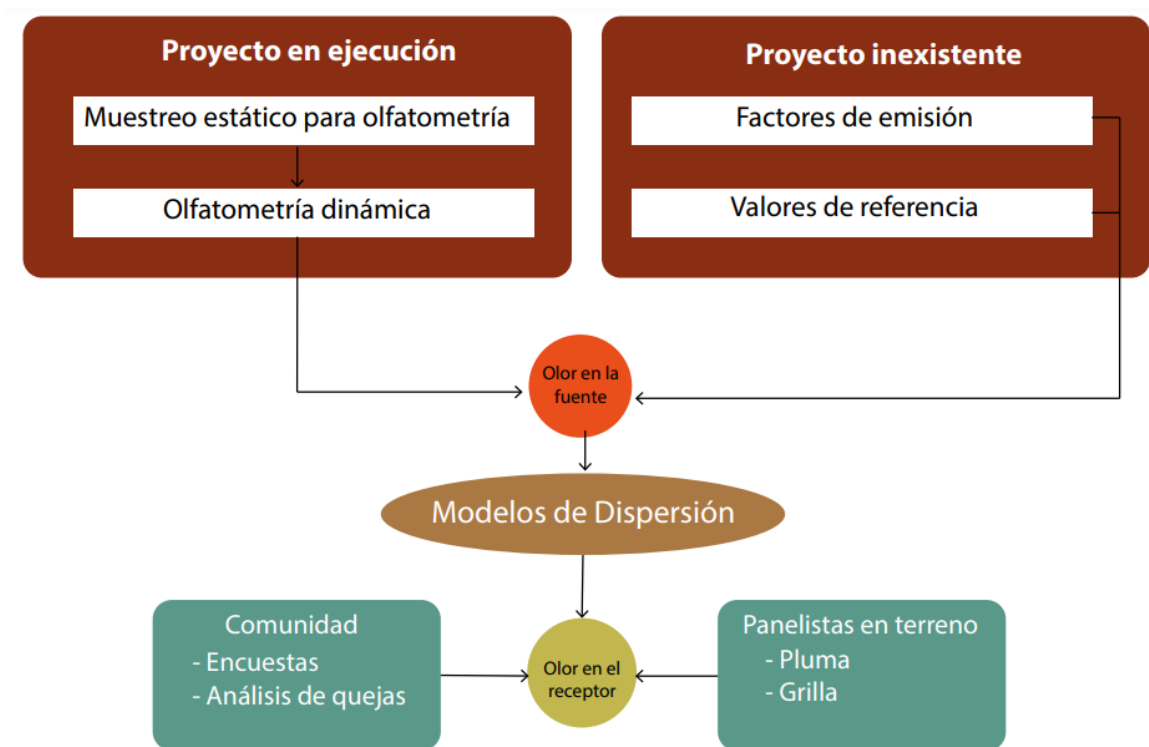 Proyecto en ejecución
Muestreo estático para olfatometría
Olfatometría dinámica
Proyecto inexistente
Factores de emisión
Valores de referencia
Olor en la
fuente
Modelos de Dispersión
Comunidad
- Encuestas
- Análisis de quejas
Olor en el
receptor
Panelistas en terreno
- Pluma
- Grilla